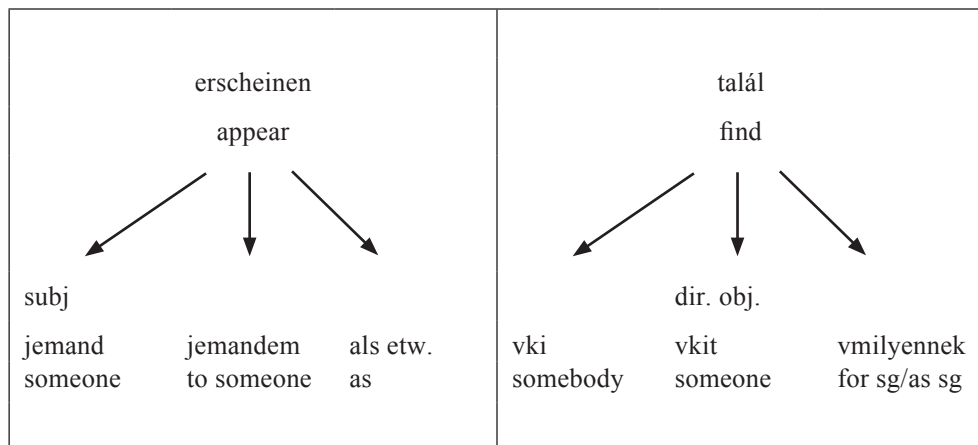 erscheinen
appear
subj
jemand jemandem als etw.
someone to someone as
talál
find
dir. obj.
vki vkit vmilyennek
somebody someone for sg/as sg